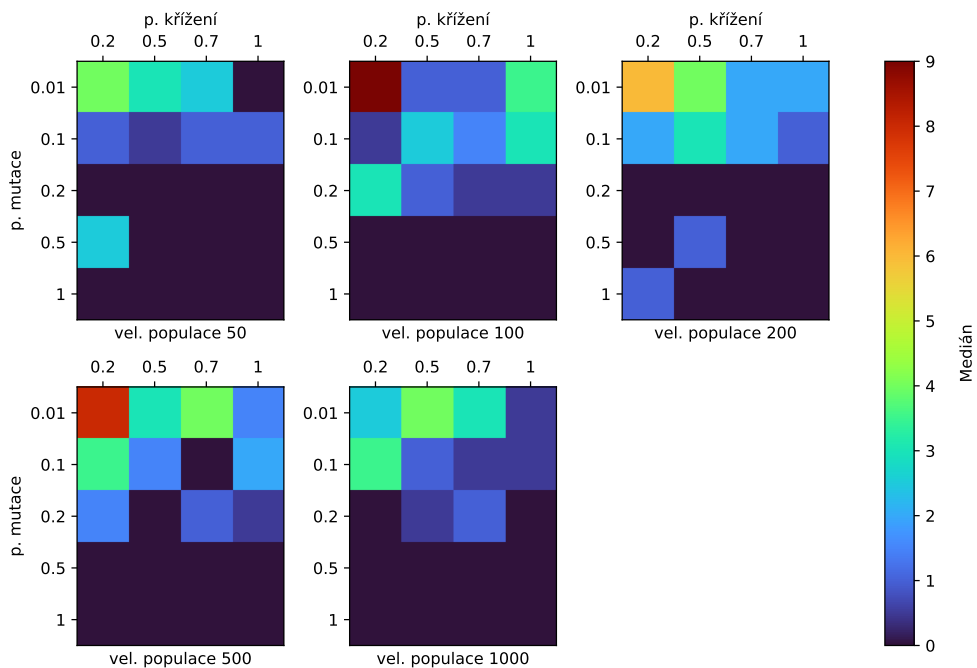 p. křížení
0.2 0.5 0.7 1
p. křížení
0.2 0.5 0.7 1
p. křížení
0.2 0.5 0.7 1
p. mutace
0.01
0.1
0.2
0.5
1
vel. populace 50
0.01
0.1
0.2
0.5
1
vel. populace 100
0.01
0.1
0.2
0.5
1
vel. populace 200
0.2 0.5 0.7 1
p. mutace
0.01
0.1
0.2
0.5
1
vel. populace 500
0.2 0.5 0.7 1
0.01
0.1
0.2
0.5
1
vel. populace 1000
9
8
7
6
5
4
3
2
1
0
Medián